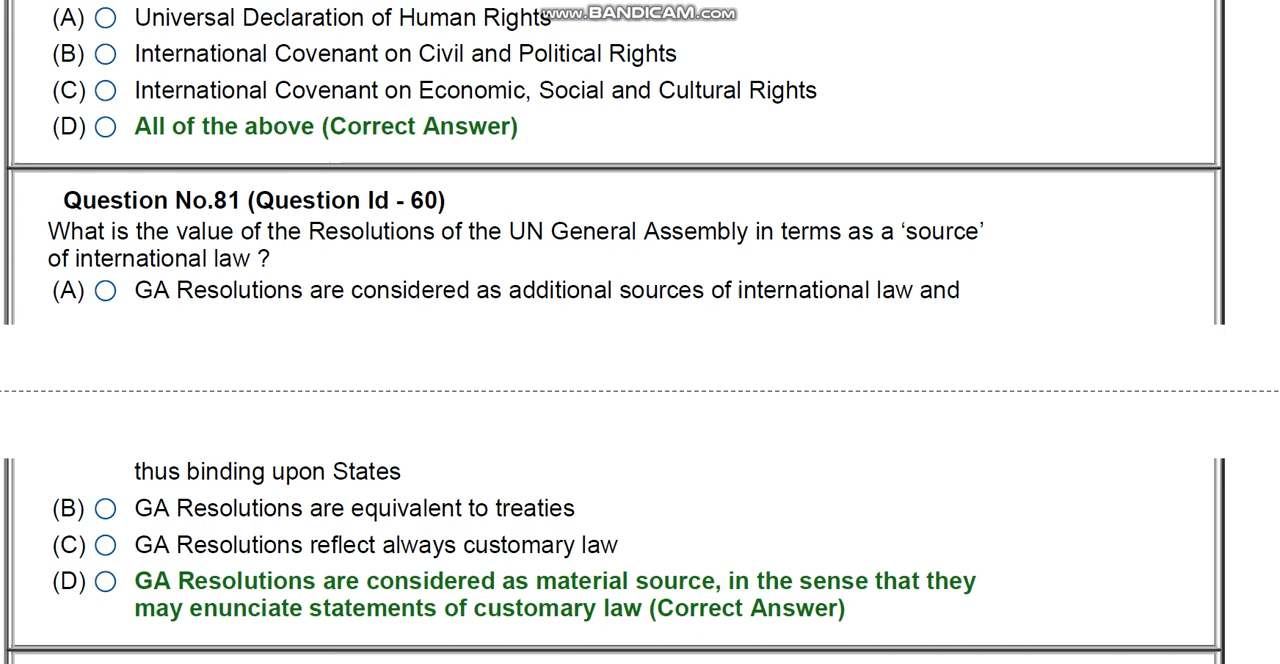 (A) Universal Declaration of Human Rights
www.BANDICAM.com
(B) International Covenant on Civil and Political Rights
(C) International Covenant on Economic, Social and Cultural Rights
(D) All of the above (Correct Answer)
Question No.81 (Question Id - 60)
What is the value of the Resolutions of the UN General Assembly in terms as a ‘source’
of international law ?
(A) GA Resolutions are considered as additional sources of international law and
thus binding upon States
(B) GA Resolutions are equivalent to treaties
(C) GA Resolutions reflect always customary law
(D) GA Resolutions are considered as material source, in the sense that they
may enunciate statements of customary law (Correct Answer)